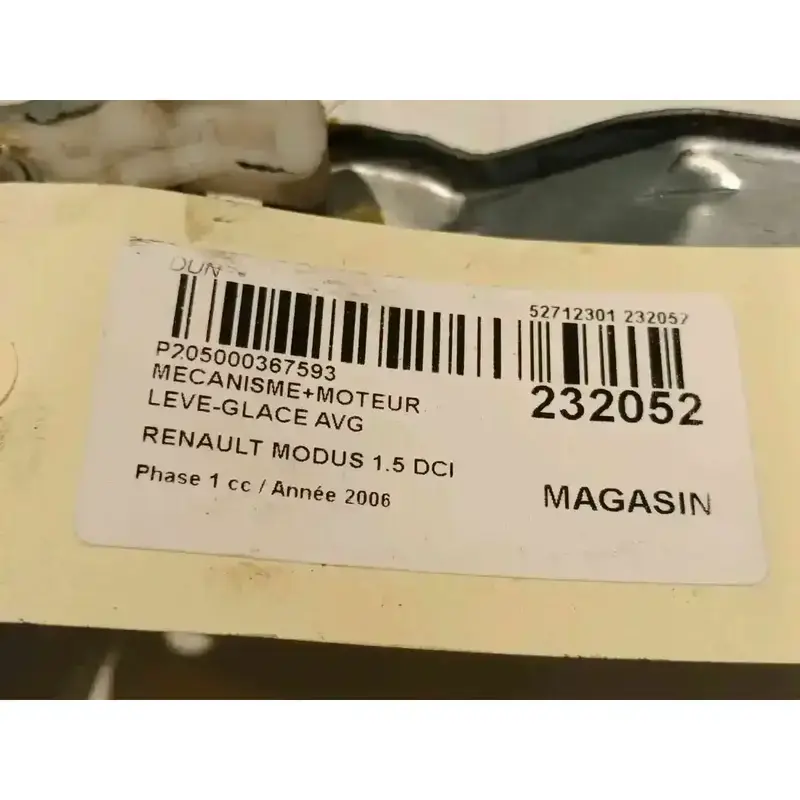 DUN
52712301 232052
P205000367593
MECANISME+MOTEUR
LEVE-GLACE AVG
232052
RENAULT MODUS 1.5 DCI
Phase 1 cc / Année 2006
MAGASIN